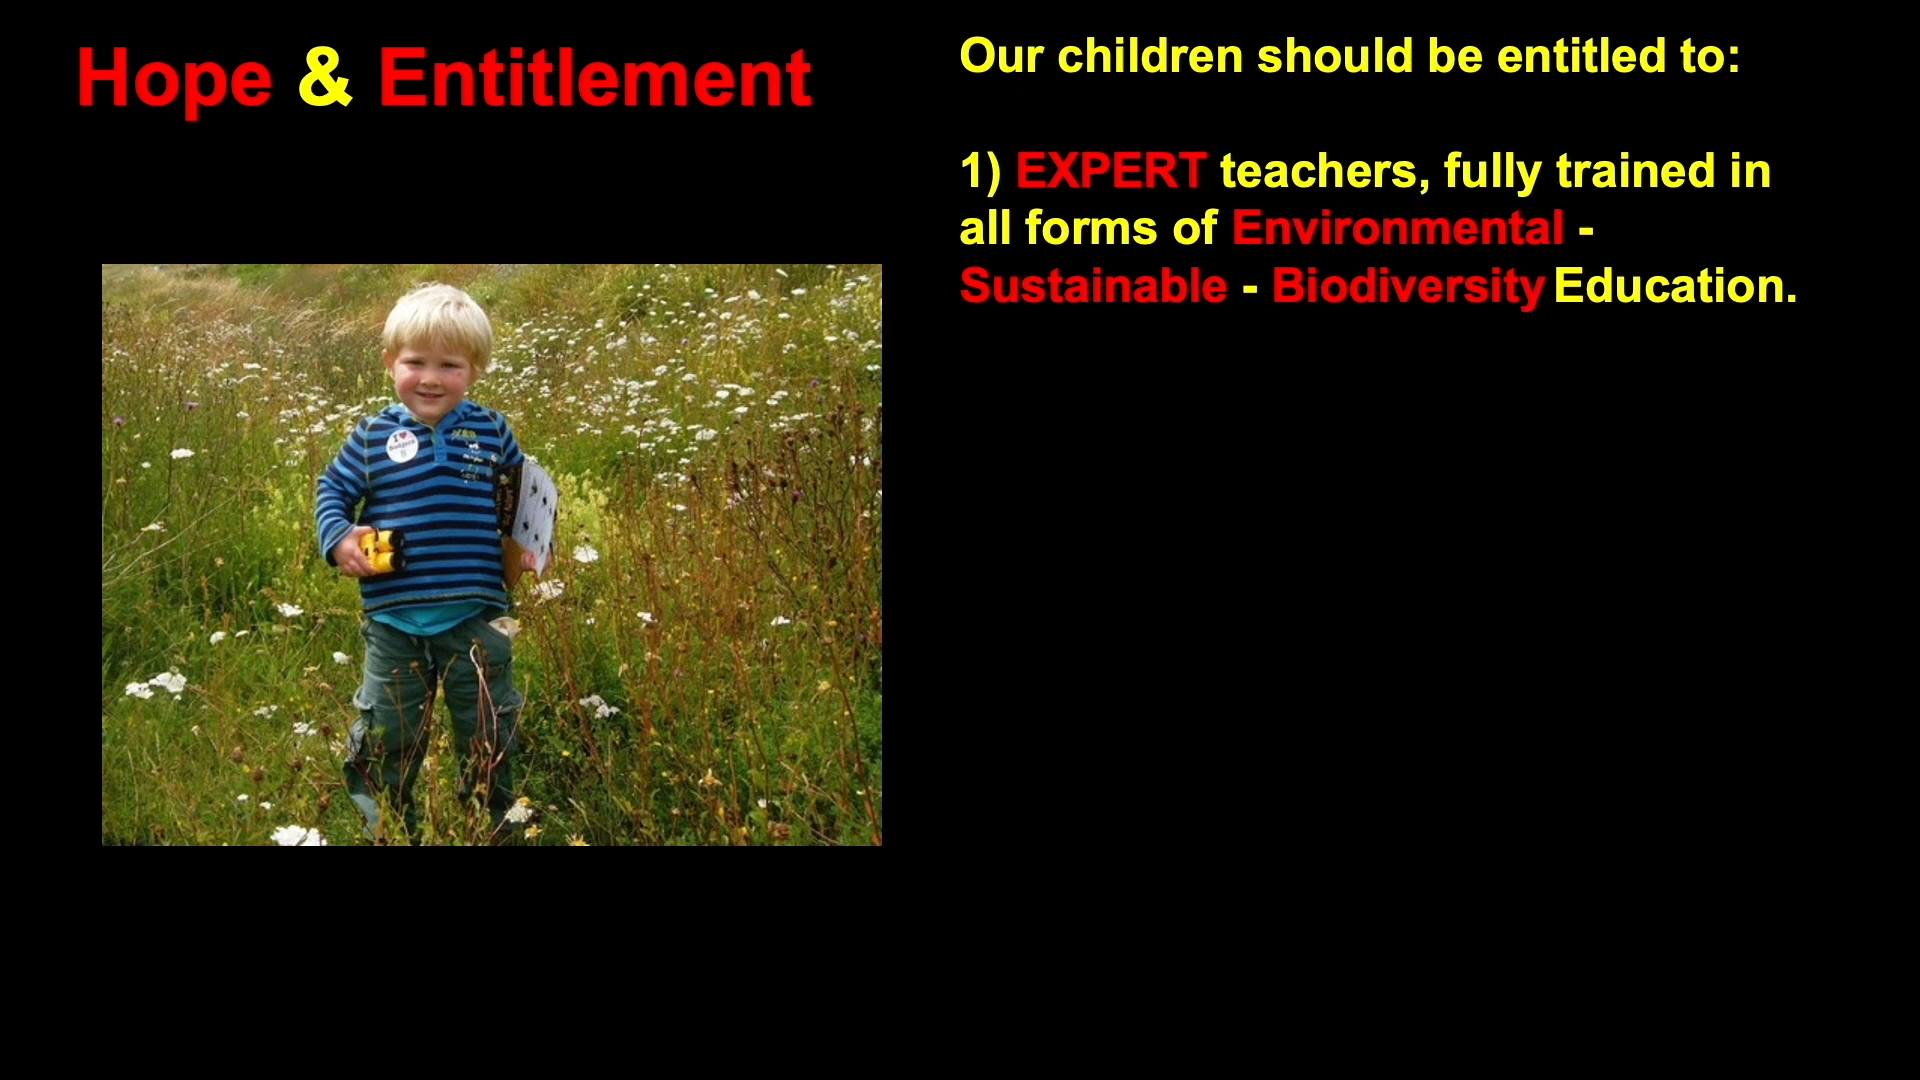 Hope & Entitlement
Our children should be entitled to:
1) EXPERT teachers, fully trained in
all forms of Environmental -
Sustainable - Biodiversity Education.
I